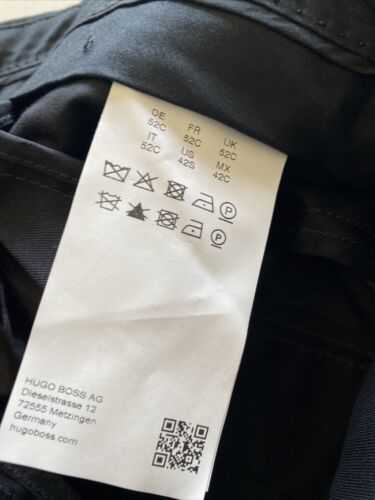 DE FR UK
52C 52C 52C
IT US MX
52C 42S 42C
P
P
HUGO BOSS AG
Dieselstrasse 12
72555 Metzingen
Germany
hugoboss.com